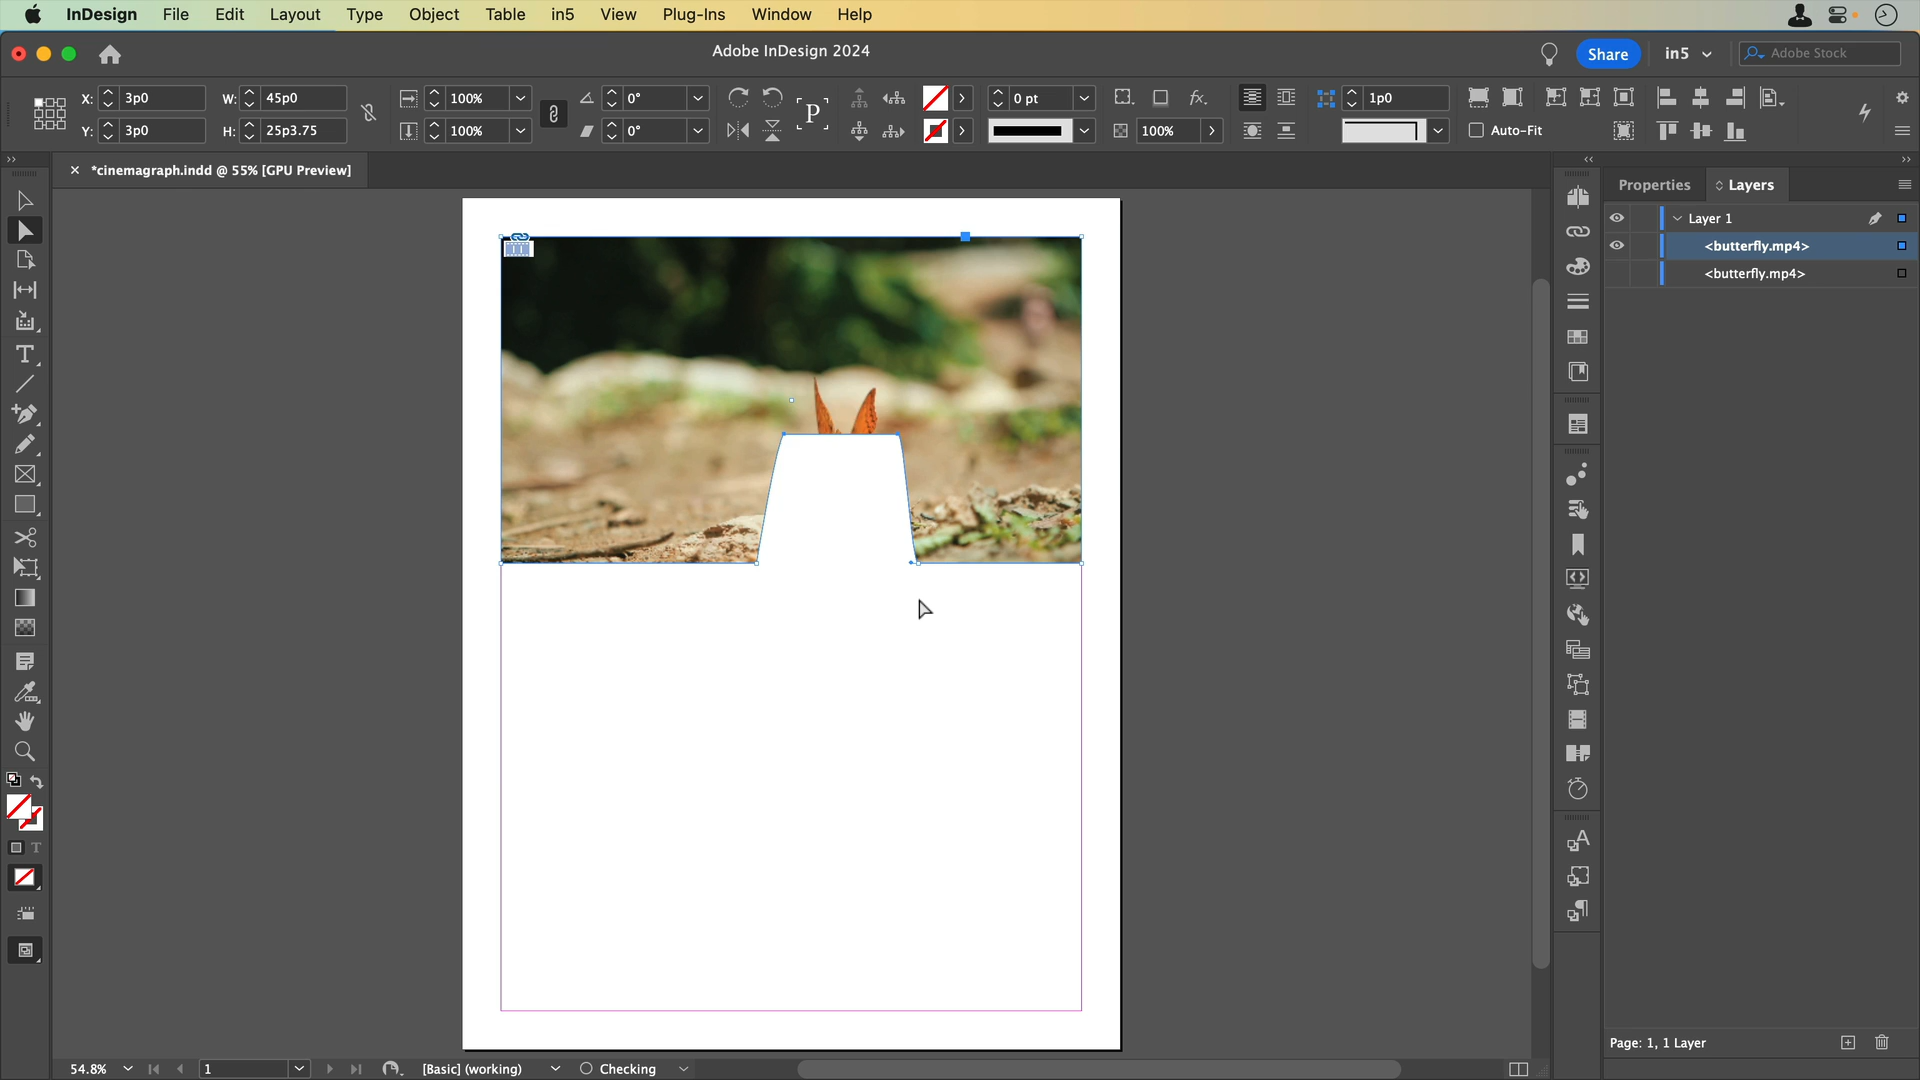 InDesign File Edit Layout Type Object Table in5 View Plug-Ins Window Help
Adobe InDesign 2024
Share
in5
Adobe Stock
X: 3p0
W: 45p0
100%
0°
P
fx.
0 pt
1p0
Y: 3p0
H: 25p3.75
100%
0°
100%
Auto-Fit
*cinemagraph.indd @ 55% [GPU Preview]
Properties
Layers
Layer 1
<butterfly.mp4>
<butterfly.mp4>
T
T
A
Page: 1, 1 Layer
54.8%
1
[Basic] (working)
Checking